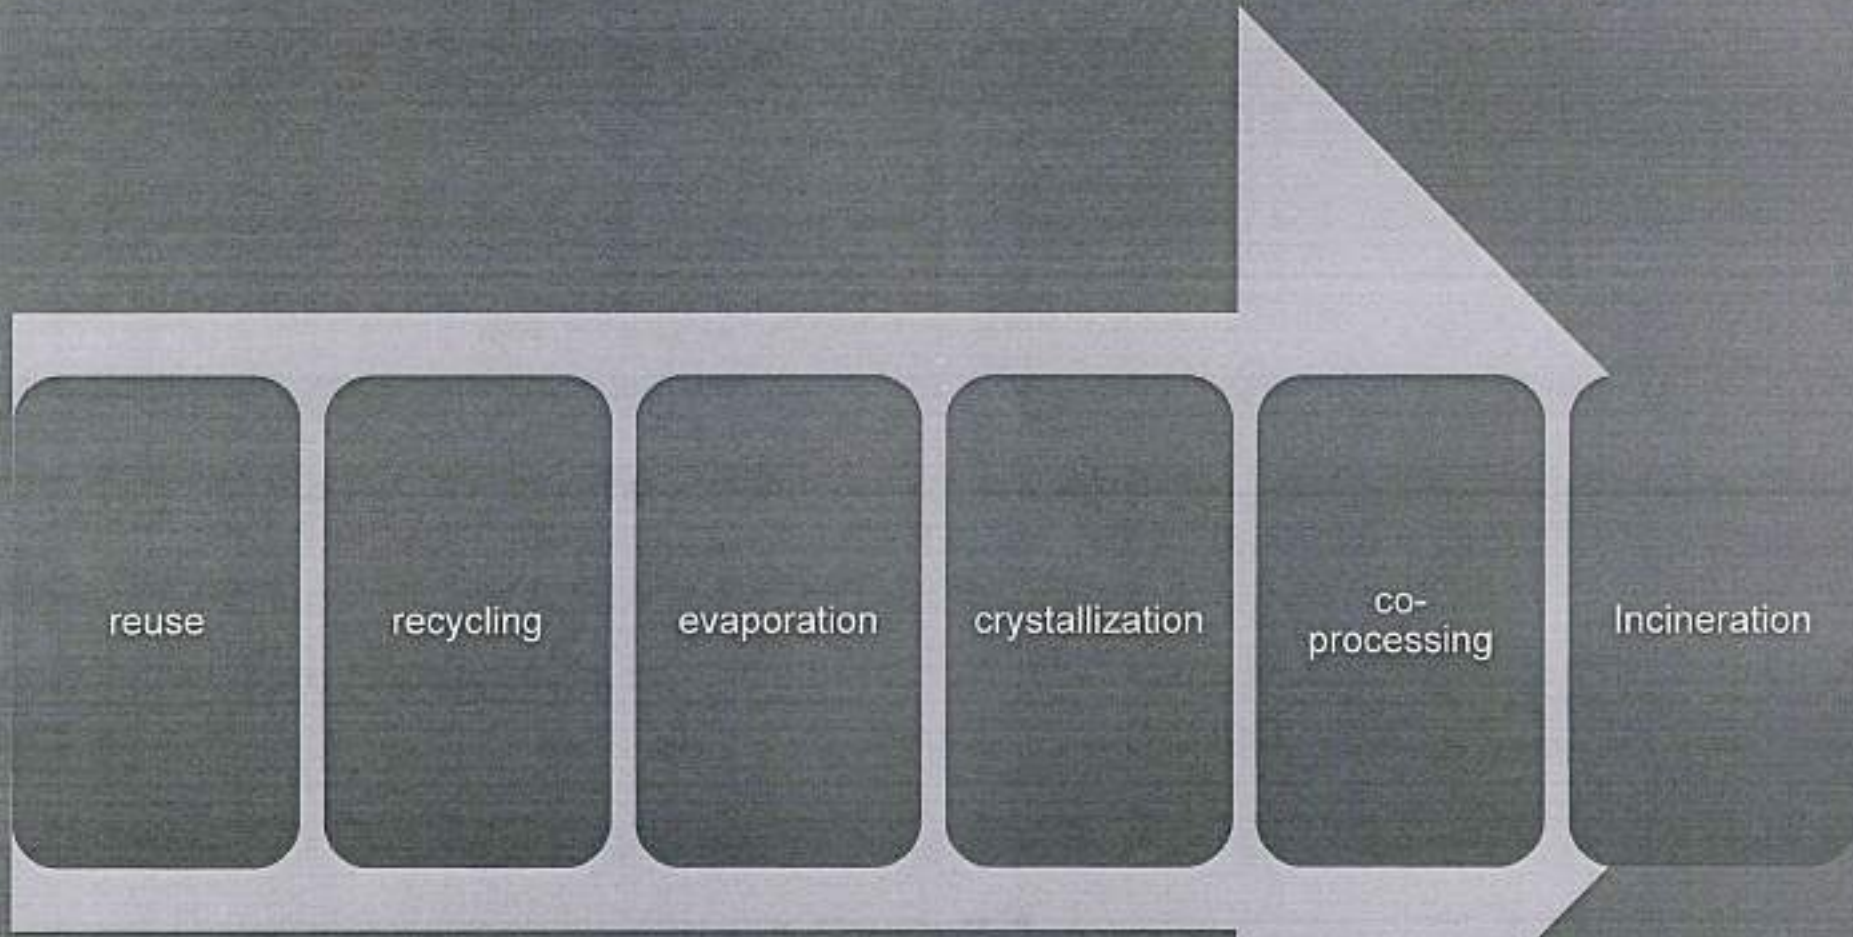 reuse
recycling
evaporation
crystallization
co-
processing
Incineration